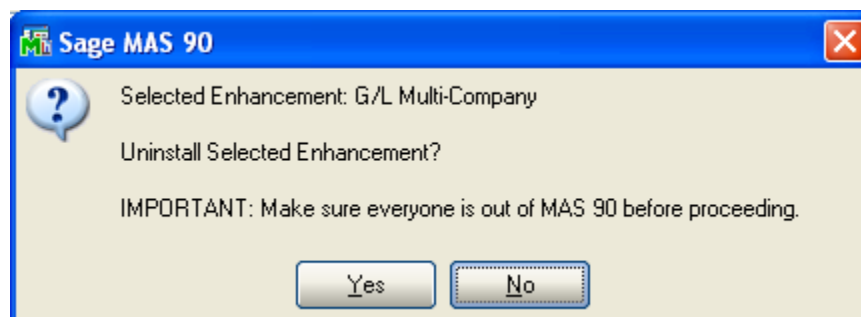 Sage MAS 90
Selected Enhancement: G/L Multi-Company
Uninstall Selected Enhancement?
IMPORTANT: Make sure everyone is out of MAS 90 before proceeding.
Yes
No